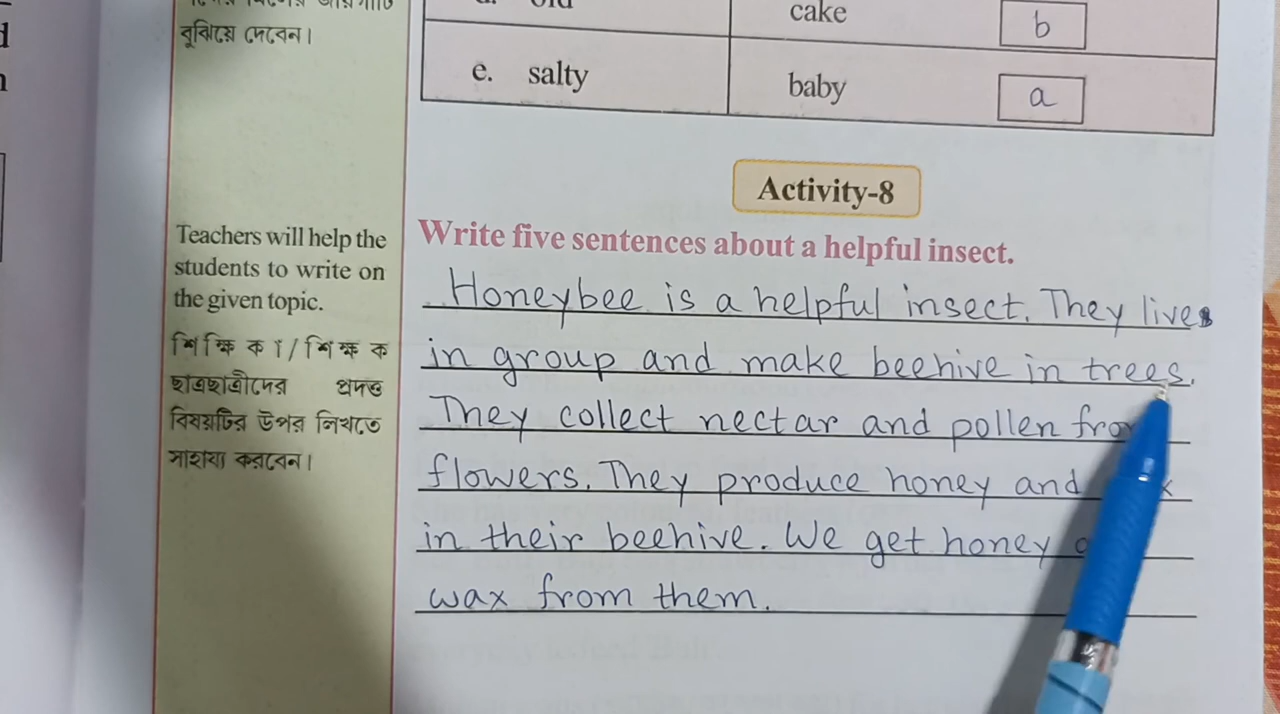 বুঝিয়ে দেবেন।
cake
b
e. salty
baby
a
Activity-8
Teachers will help the
students to write on
the given topic.
শিক্ষিকা/শিক্ষক
ছাত্রছাত্রীদের প্রদত্ত
বিষয়টির উপর লিখতে
সাহায্য করবেন।
Write five sentences about a helpful insect.
Honeybee is a helpful insect. They live
in group and make beehive in trees.
They collect nectar and pollen
flowers. They produce honey and
in their beehive. We get honey
wax from them.